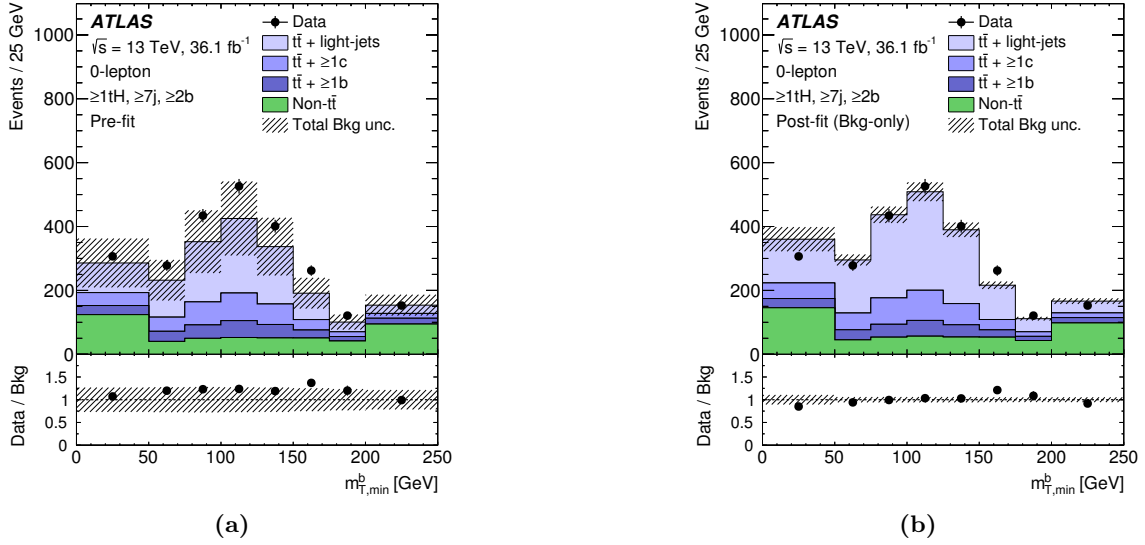 Events / 25 GeV
1000
800
600
400
200
0
ATLAS
√s = 13 TeV, 36.1 fb⁻¹
0-lepton
≥1tH, ≥7j, ≥2b
Pre-fit
Data
tt̄ + light-jets
tt̄ + ≥1c
tt̄ + ≥1b
Non-tt̄
Total Bkg unc.
Data / Bkg
1.5
1
0.5
0
0 50 100 150 200 250
m^b_T,min [GeV]
(a)
Events / 25 GeV
1000
800
600
400
200
0
ATLAS
√s = 13 TeV, 36.1 fb⁻¹
0-lepton
≥1tH, ≥7j, ≥2b
Post-fit (Bkg-only)
Data
tt̄ + light-jets
tt̄ + ≥1c
tt̄ + ≥1b
Non-tt̄
Total Bkg unc.
Data / Bkg
1.5
1
0.5
0
0 50 100 150 200 250
m^b_T,min [GeV]
(b)